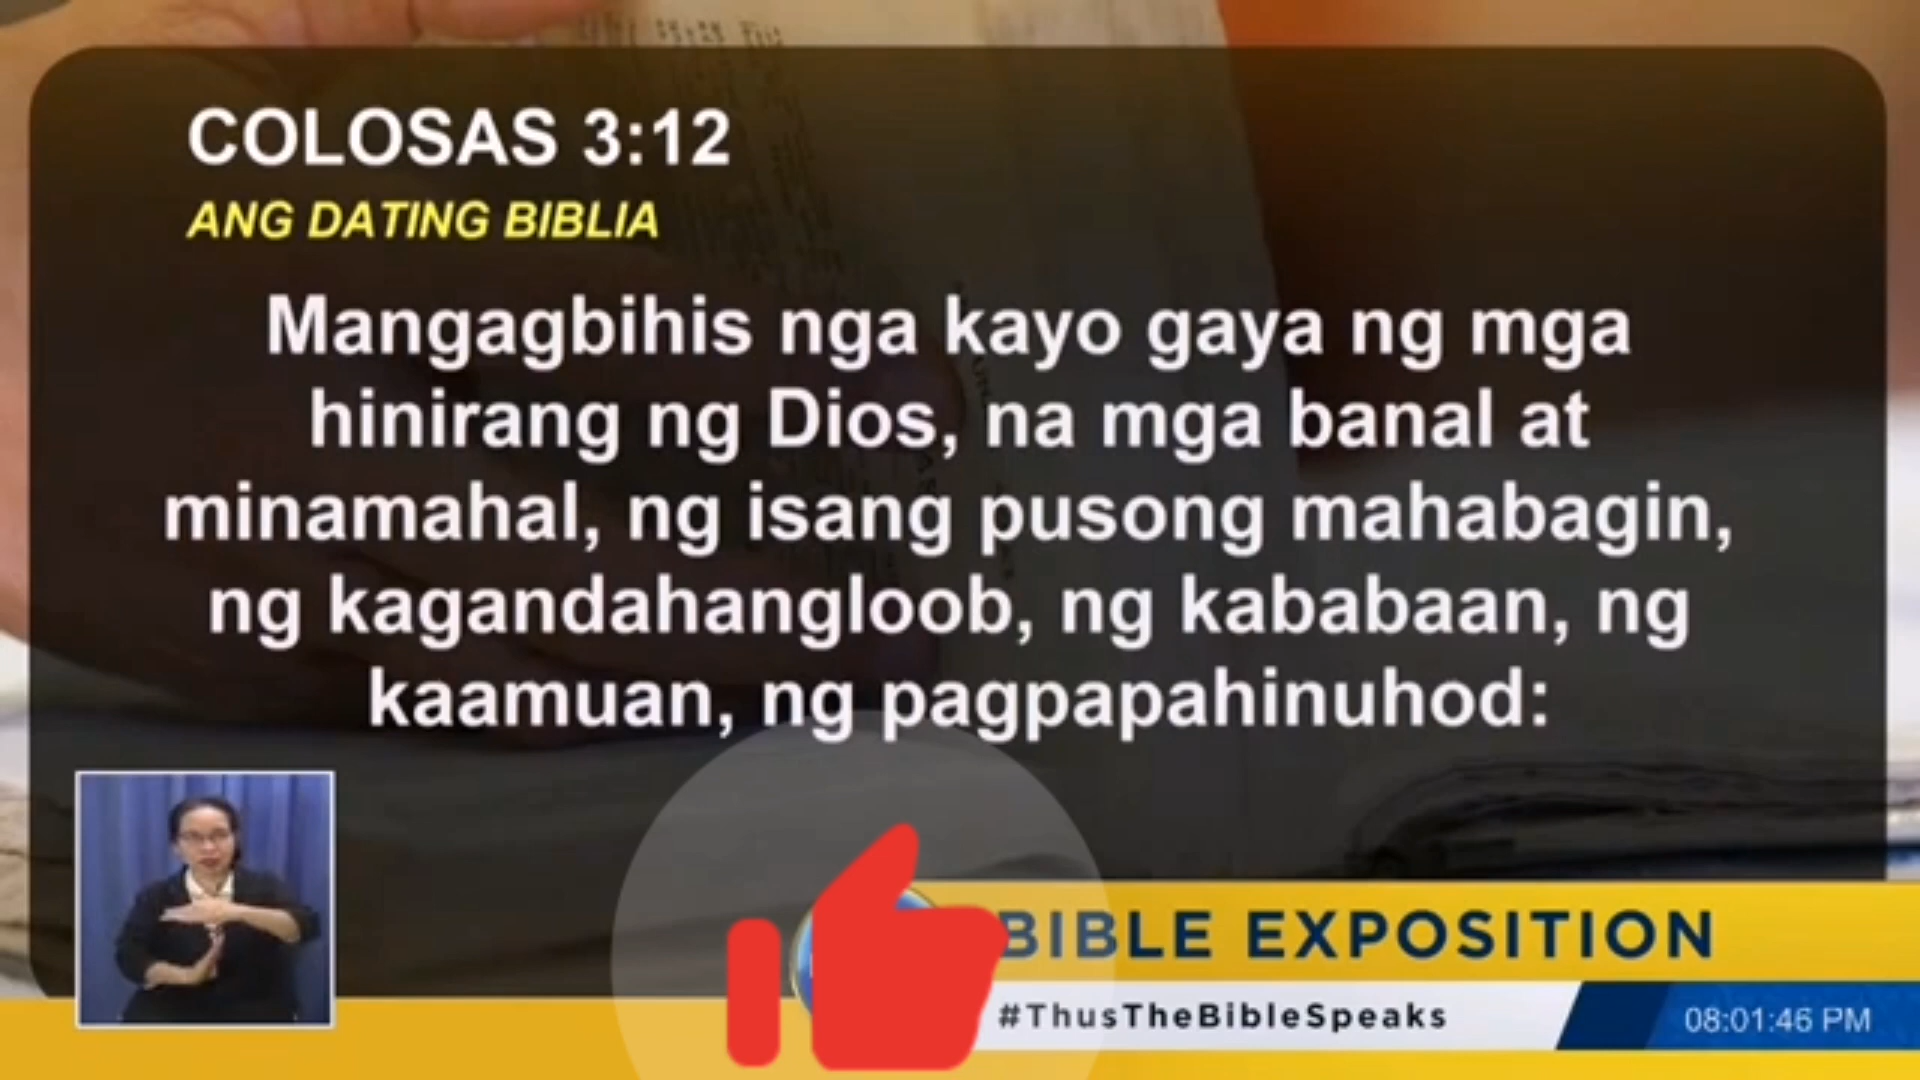 COLOSAS 3:12
ANG DATING BIBLIA
Mangagbihis nga kayo gaya ng mga
hinirang ng Dios, na mga banal at
minamahal, ng isang pusong mahabagin,
ng kagandahangloob, ng kababaan, ng
kaamuan, ng pagpapahinuhod:
BIBLE EXPOSITION
#ThusTheBibleSpeaks
08:01:46 PM